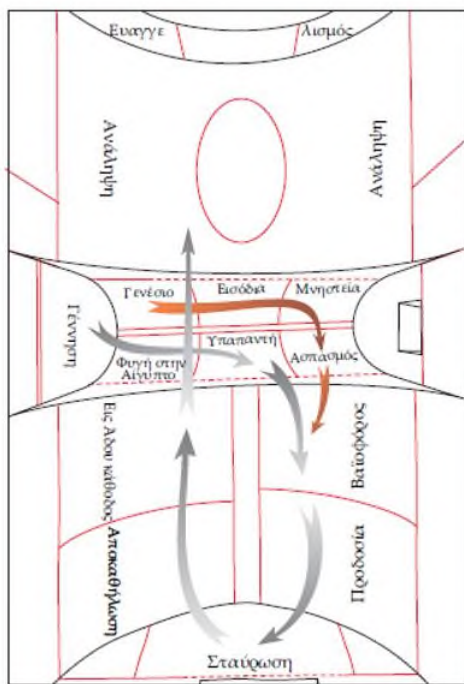 Ευαγγε
λισμός
Ανάληψη
Ανάληψη
Γενέσιο
Εισόδια
Μνηστεία
Γέννηση
Υπαπαντή
Φυγή στην
Αίγυπτο
Ασπασμός
Εις Άδου κάθοδος
Βαϊοφόρος
Αποκαθήλωση
Προδοσία
Σταύρωση